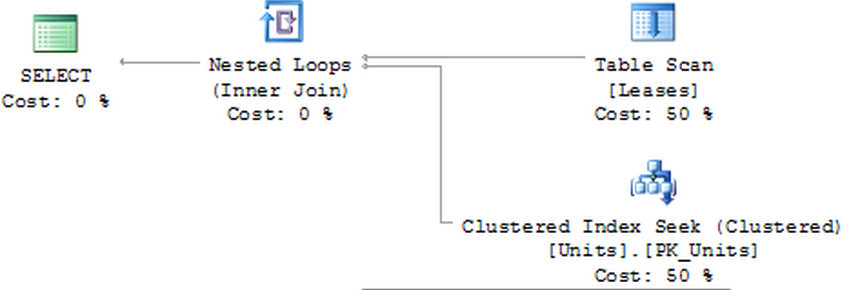 SELECT
Cost: 0 %
Nested Loops
(Inner Join)
Cost: 0 %
Table Scan
[Leases]
Cost: 50 %
Clustered Index Seek (Clustered)
[Units].[PK_Units]
Cost: 50 %